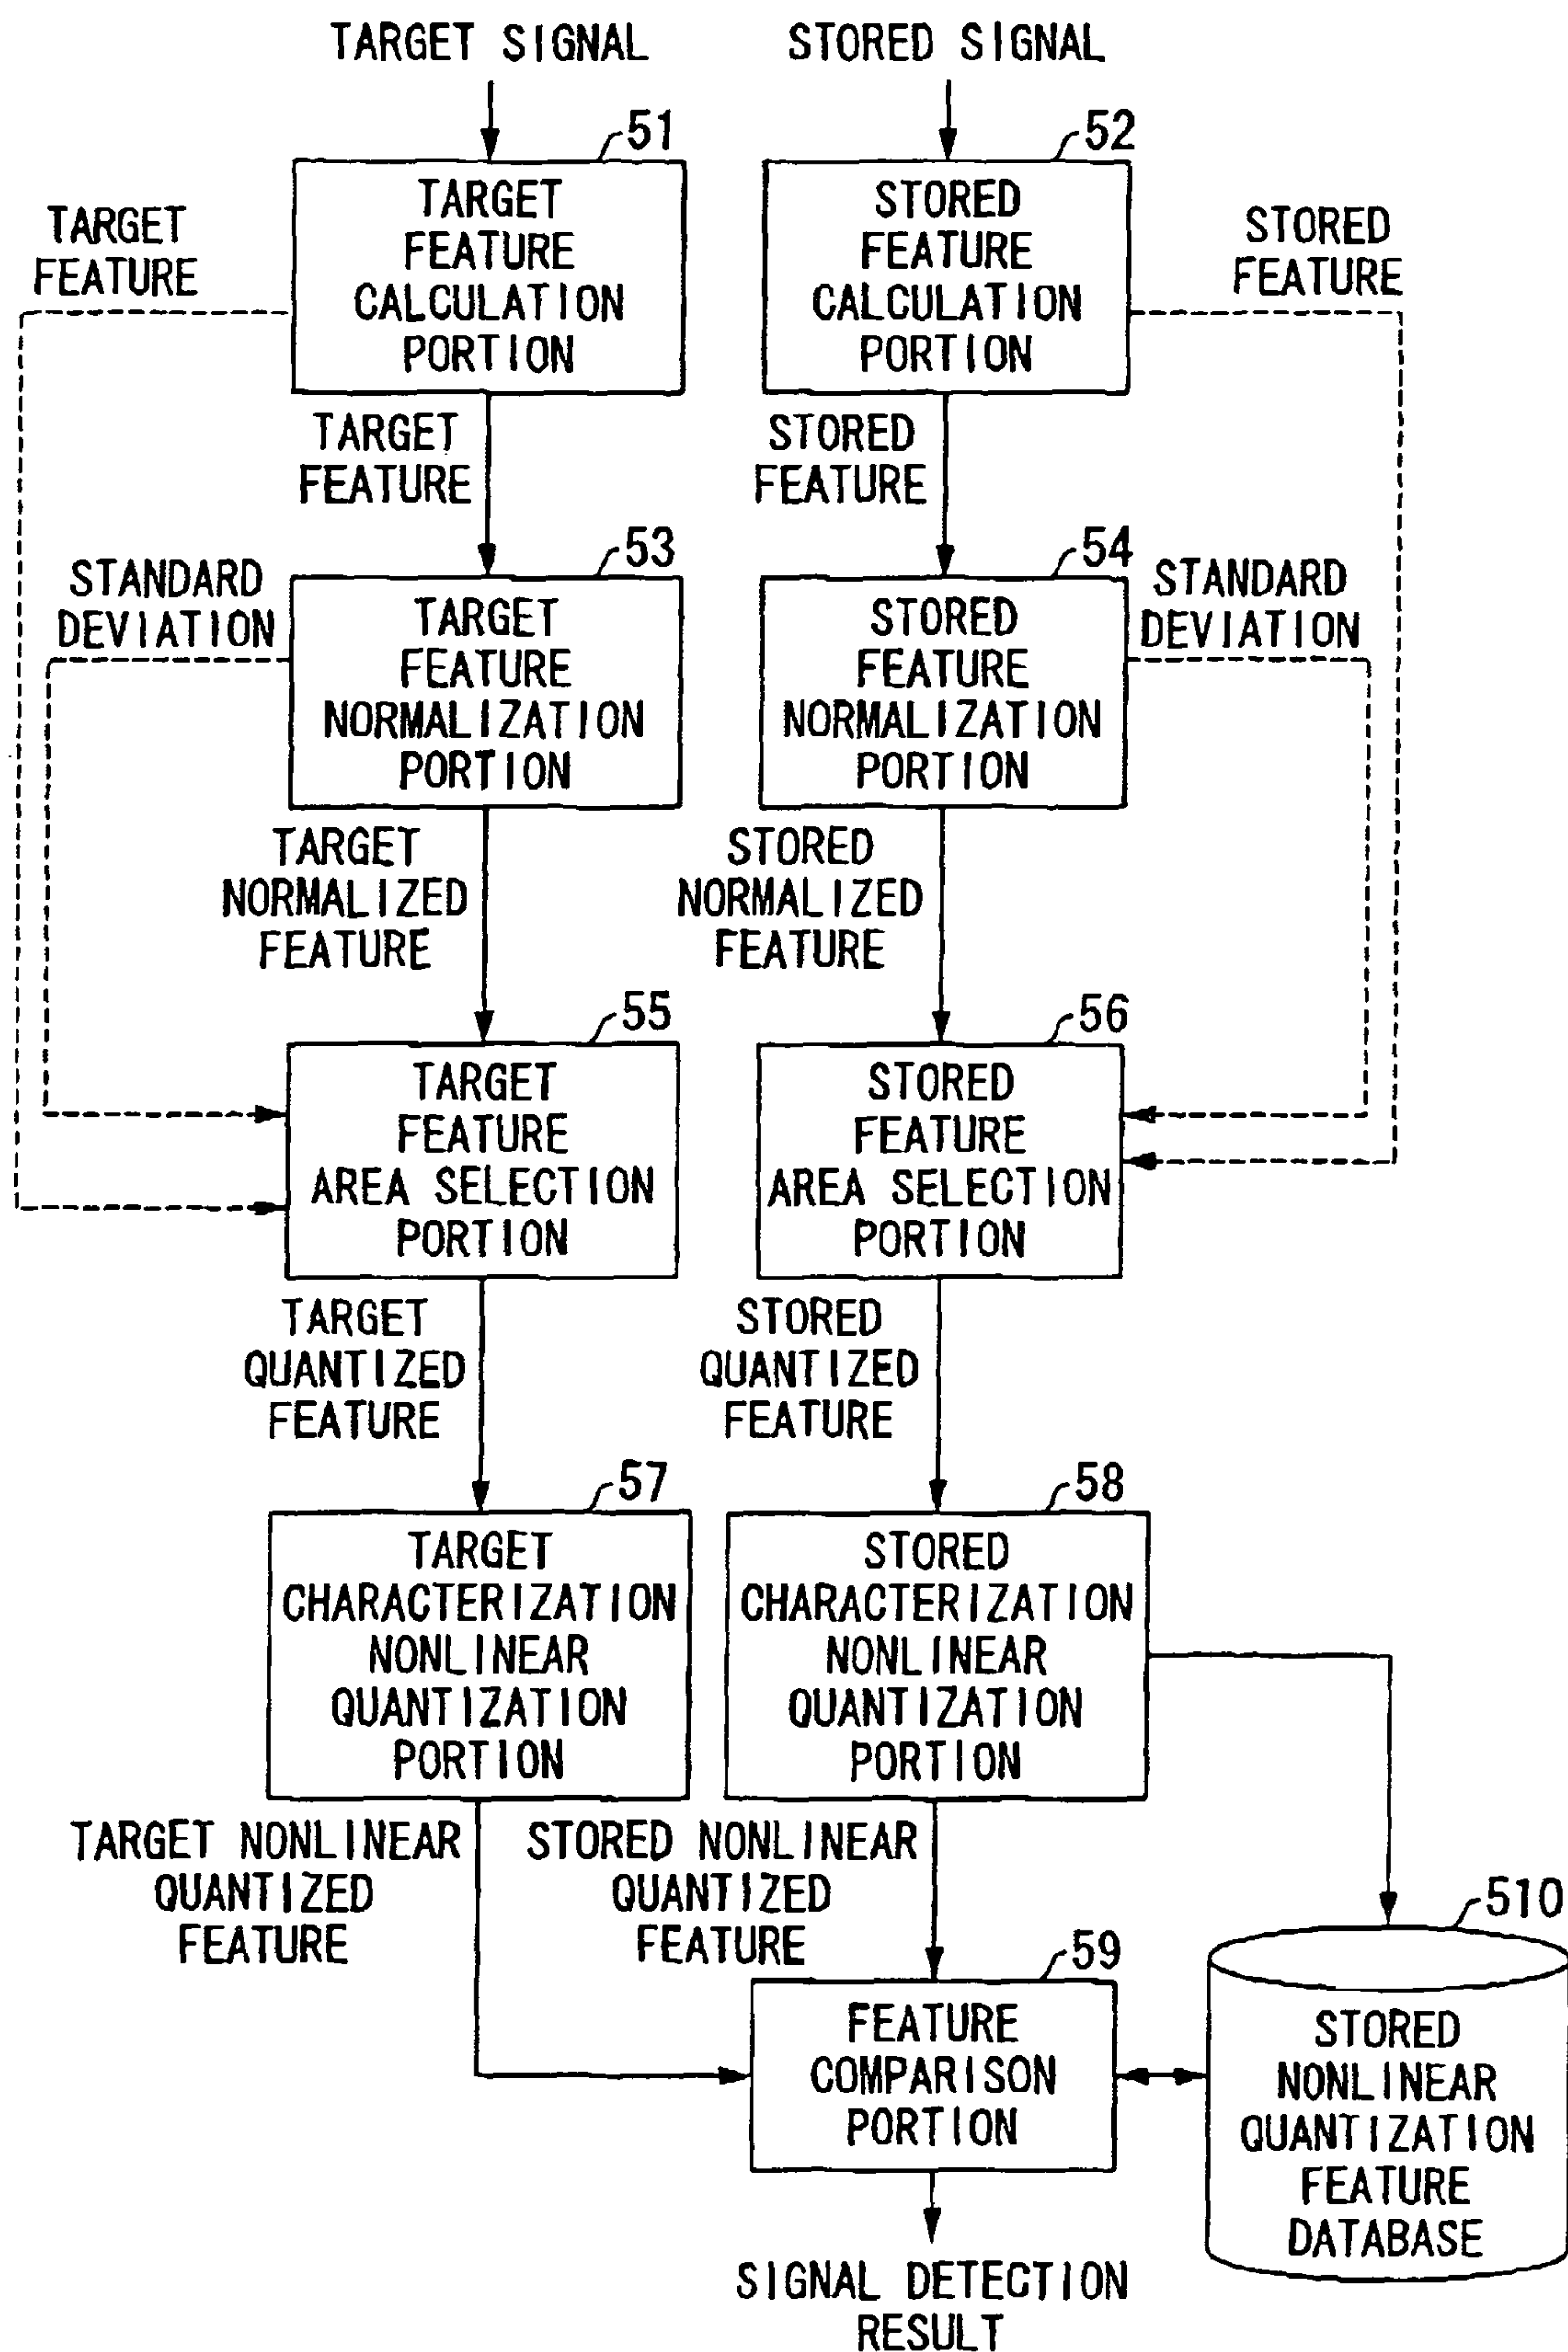 TARGET SIGNAL
STORED SIGNAL
51
52
TARGET
FEATURE
CALCULATION
PORTION
STORED
FEATURE
CALCULATION
PORTION
TARGET
FEATURE
STORED
FEATURE
TARGET
FEATURE
STORED
FEATURE
53
54
STANDARD
DEVIATION
TARGET
FEATURE
NORMALIZATION
PORTION
STORED
FEATURE
NORMALIZATION
PORTION
STANDARD
DEVIATION
TARGET
NORMALIZED
FEATURE
STORED
NORMALIZED
FEATURE
55
56
TARGET
FEATURE
AREA SELECTION
PORTION
STORED
FEATURE
AREA SELECTION
PORTION
TARGET
QUANTIZED
FEATURE
STORED
QUANTIZED
FEATURE
57
58
TARGET
CHARACTERIZATION
NONLINEAR
QUANTIZATION
PORTION
STORED
CHARACTERIZATION
NONLINEAR
QUANTIZATION
PORTION
TARGET NONLINEAR
QUANTIZED
FEATURE
STORED NONLINEAR
QUANTIZED
FEATURE
59
510
FEATURE
COMPARISON
PORTION
STORED
NONLINEAR
QUANTIZATION
FEATURE
DATABASE
SIGNAL DETECTION
RESULT